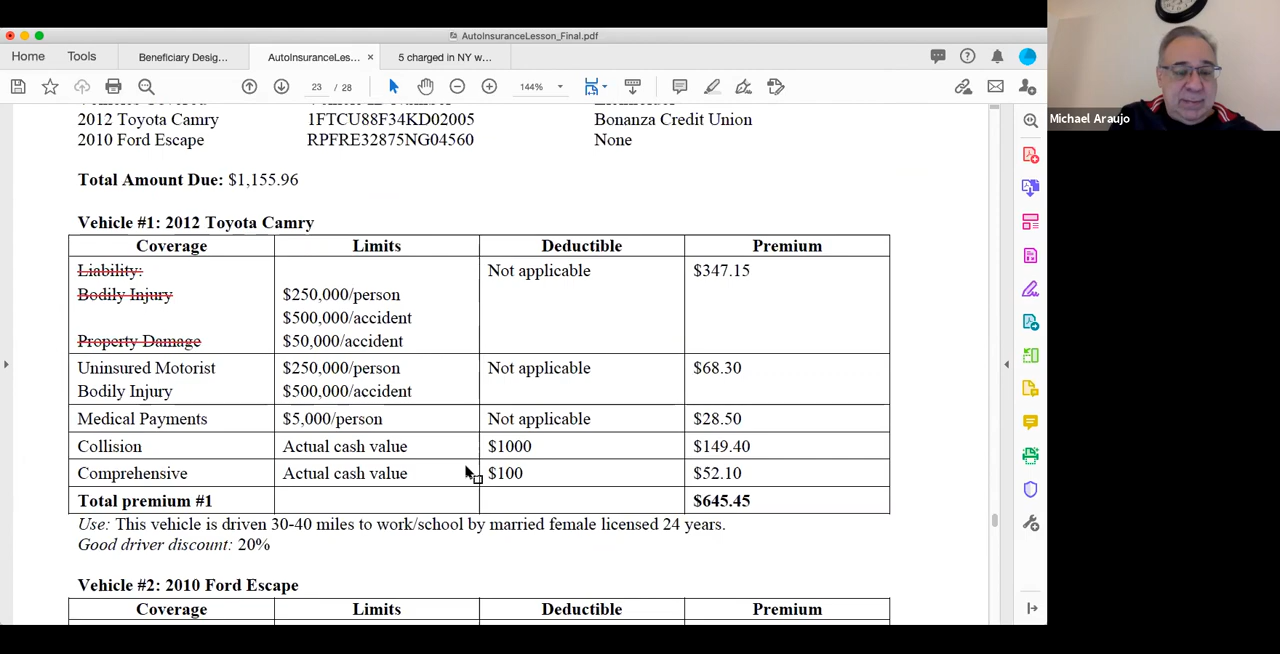 AutoInsuranceLesson_Final.pdf
Home Tools Beneficiary Desig... AutoInsuranceLes... × 5 charged in NY w...
23 / 28 144%
2012 Toyota Camry 1FTCU88F34KD02005 Bonanza Credit Union
2010 Ford Escape RPFRE32875NG04560 None
Total Amount Due: $1,155.96
Vehicle #1: 2012 Toyota Camry
Coverage Limits Deductible Premium
Liability: Not applicable $347.15
Bodily Injury $250,000/person
$500,000/accident
Property Damage $50,000/accident
Uninsured Motorist $250,000/person Not applicable $68.30
Bodily Injury $500,000/accident
Medical Payments $5,000/person Not applicable $28.50
Collision Actual cash value $1000 $149.40
Comprehensive Actual cash value $100 $52.10
Total premium #1 $645.45
Use: This vehicle is driven 30-40 miles to work/school by married female licensed 24 years.
Good driver discount: 20%
Vehicle #2: 2010 Ford Escape
Coverage Limits Deductible Premium
Michael Araujo